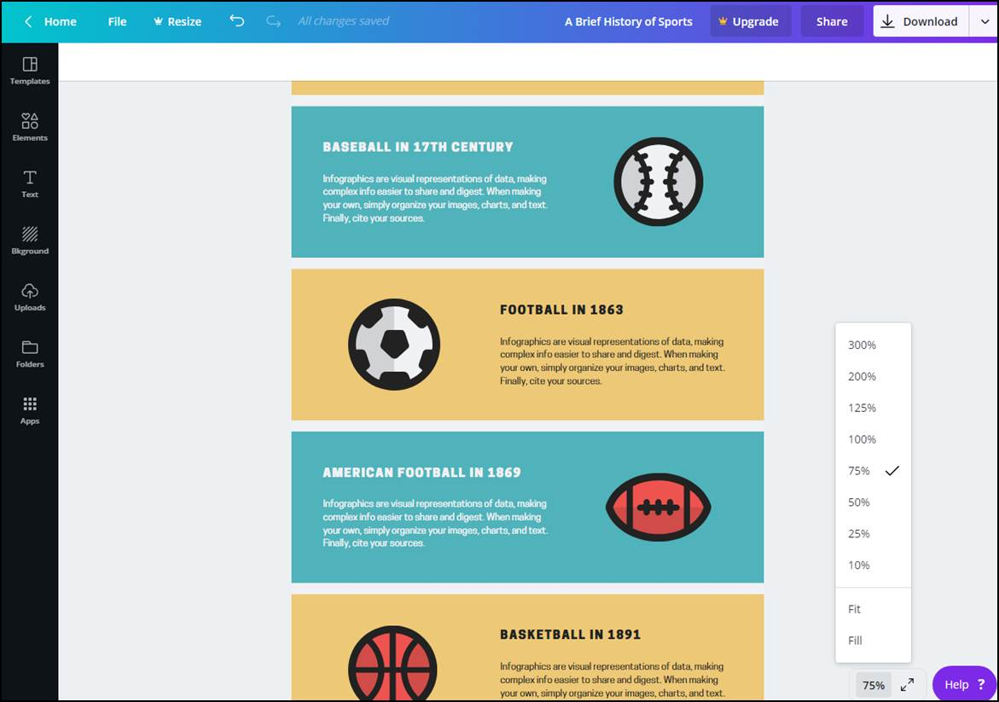 Home File Resize All changes saved A Brief History of Sports Upgrade Share Download
Templates
Elements
Text
Bkground
Uploads
Folders
Apps
BASEBALL IN 17TH CENTURY
Infographics are visual representations of data, making
complex info easier to share and digest. When making
your own, simply organize your images, charts, and text.
Finally, cite your sources.
FOOTBALL IN 1863
Infographics are visual representations of data, making
complex info easier to share and digest. When making
your own, simply organize your images, charts, and text.
Finally, cite your sources.
AMERICAN FOOTBALL IN 1869
Infographics are visual representations of data, making
complex info easier to share and digest. When making
your own, simply organize your images, charts, and text.
Finally, cite your sources.
BASKETBALL IN 1891
Infographics are visual representations of data, making
complex info easier to share and digest. When making
your own, simply organize your images, charts, and text.
300%
200%
125%
100%
75%
50%
25%
10%
Fit
Fill
75% Help ?